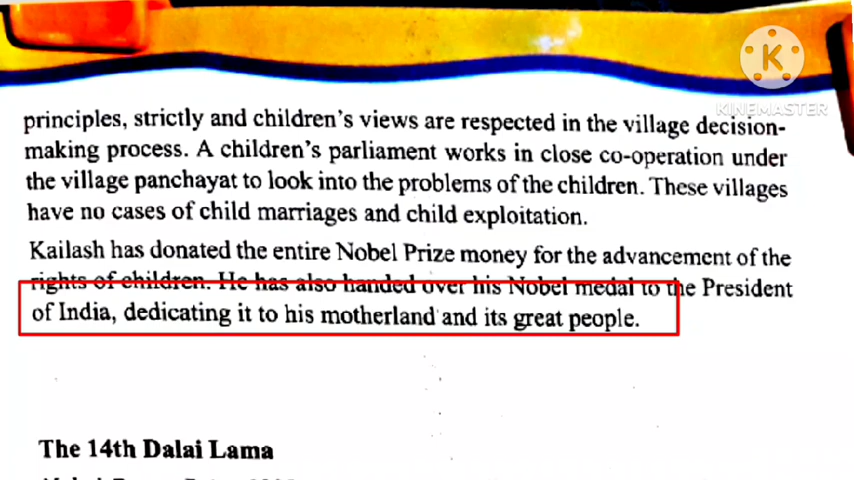 K
KINEMASTER
principles, strictly and children's views are respected in the village decision-
making process. A children's parliament works in close co-operation under
the village panchayat to look into the problems of the children. These villages
have no cases of child marriages and child exploitation.
Kailash has donated the entire Nobel Prize money for the advancement of the
rights of children. He has also handed over his Nobel medal to the President
of India, dedicating it to his motherland and its great people.
The 14th Dalai Lama